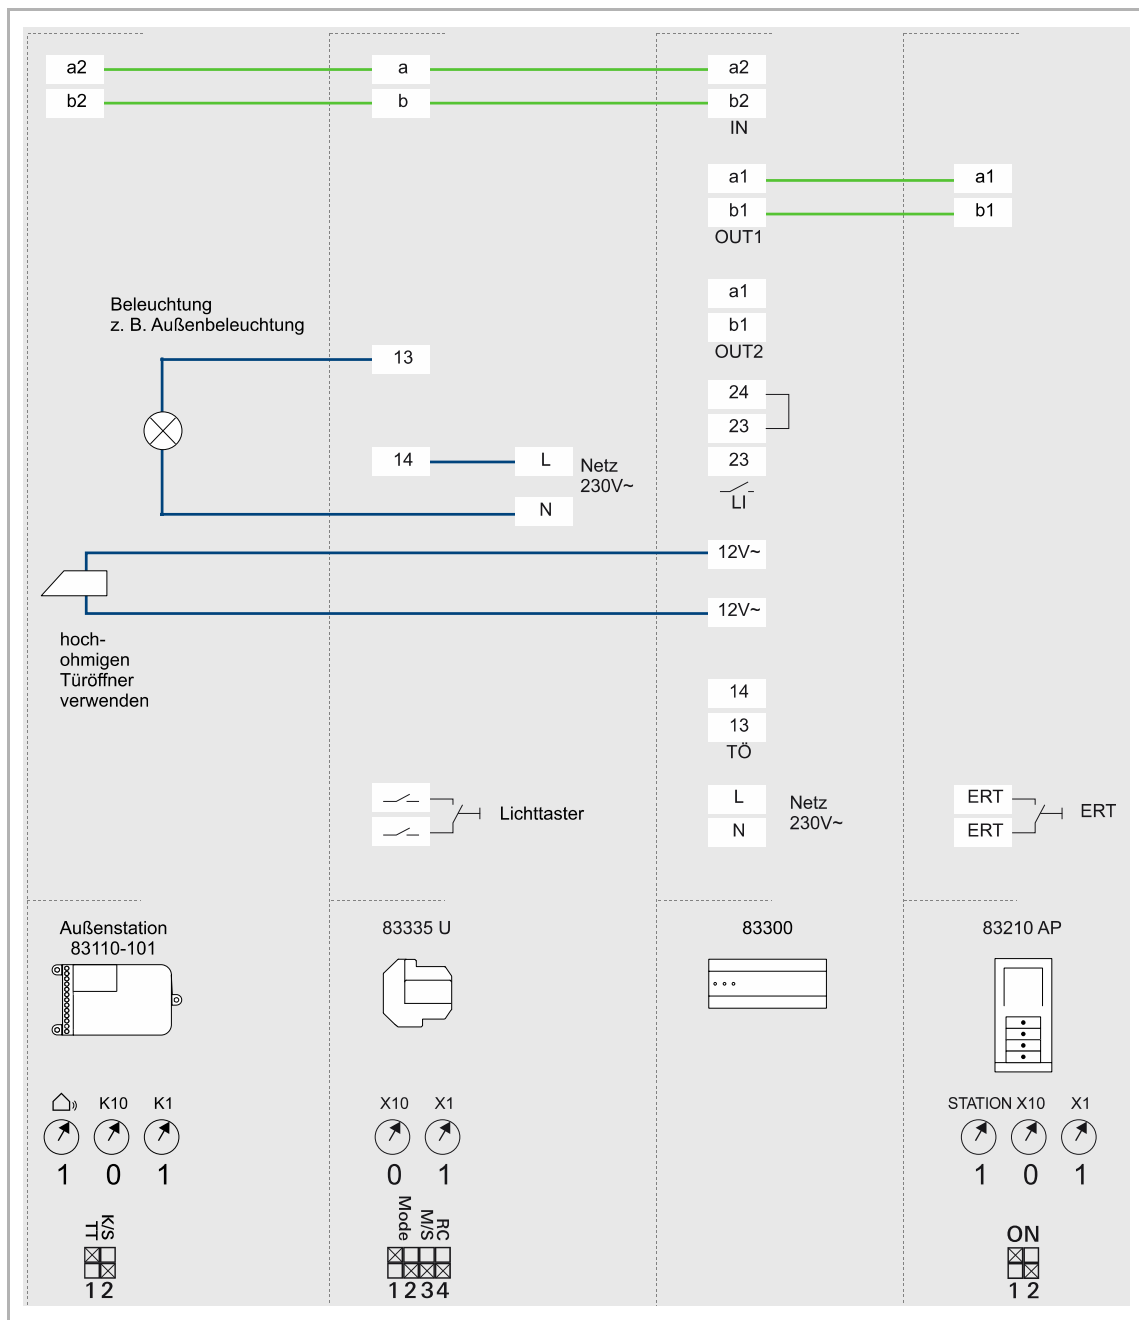 a2 a a2
b2 b b2
IN
a1 a1
b1 b1
OUT1
a1
b1
OUT2
Beleuchtung
z. B. Außenbeleuchtung
13
24
23
14 L Netz
230V~
23
LI
N
12V~
12V~
hoch-
ohmigen
Türöffner
verwenden
14
13
TÖ
Lichttaster
L
N
Netz
230V~
ERT
ERT
ERT
Außenstation
83110-101
83335 U
83300
83210 AP
K10 K1
1 0 1
X10 X1
0 1
STATION X10 X1
1 0 1
TT K/S
1 2
Mode M/S RC
1 2 3 4
ON
1 2